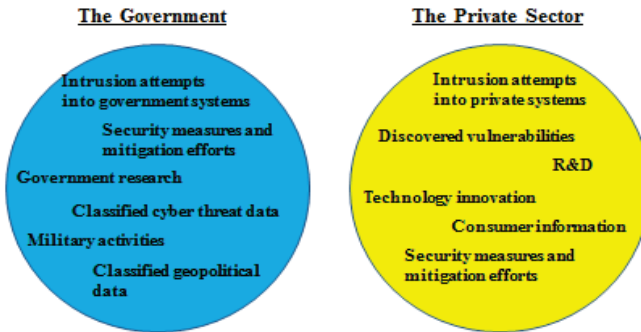 The Government
Intrusion attempts
into government systems
Security measures and
mitigation efforts
Government research
Classified cyber threat data
Military activities
Classified geopolitical
data
The Private Sector
Intrusion attempts
into private systems
Discovered vulnerabilities
R&D
Technology innovation
Consumer information
Security measures and
mitigation efforts